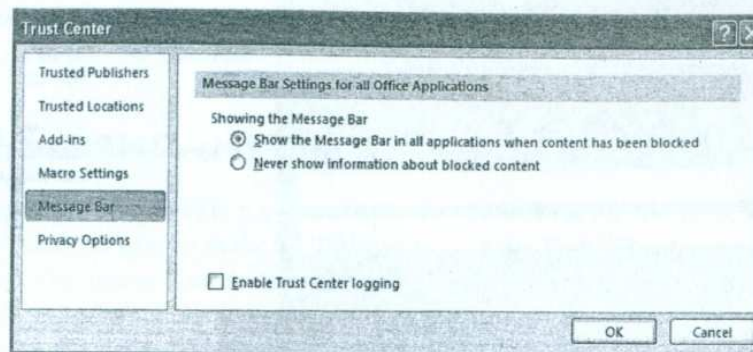 Trust Center
Trusted Publishers
Trusted Locations
Add-ins
Macro Settings
Message Bar
Privacy Options
Message Bar Settings for all Office Applications
Showing the Message Bar
Show the Message Bar in all applications when content has been blocked
Never show information about blocked content
Enable Trust Center logging
OK
Cancel